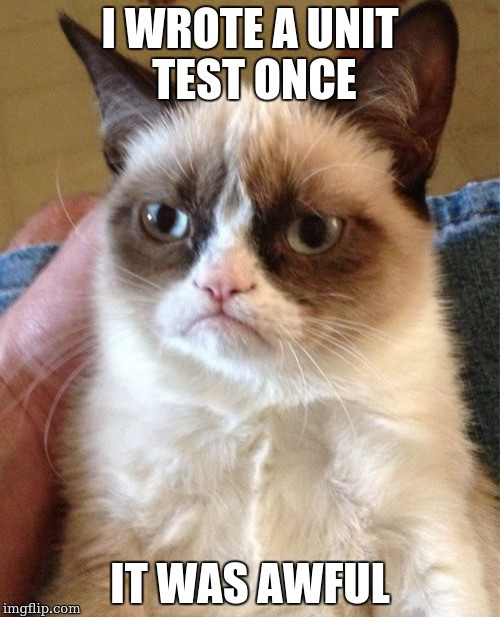 I WROTE A UNIT
TEST ONCE
IT WAS AWFUL
imgflip.com